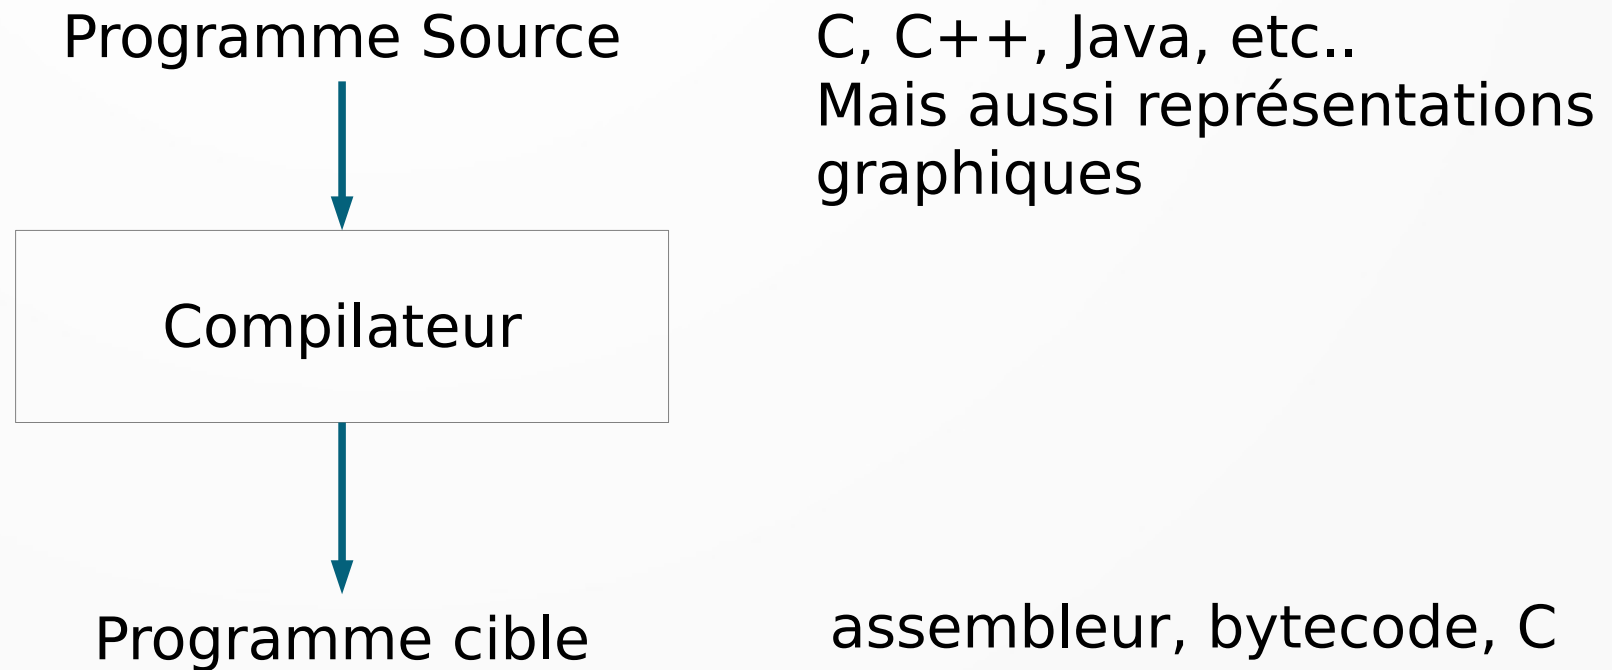 Programme Source
C, C++, Java, etc..
Mais aussi représentations
graphiques
Compilateur
Programme cible
assembleur, bytecode, C